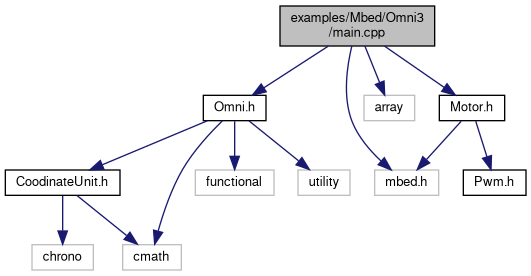 examples/Mbed/Omni3
/main.cpp
Omni.h
array
Motor.h
CoodinateUnit.h
functional
utility
mbed.h
Pwm.h
chrono
cmath